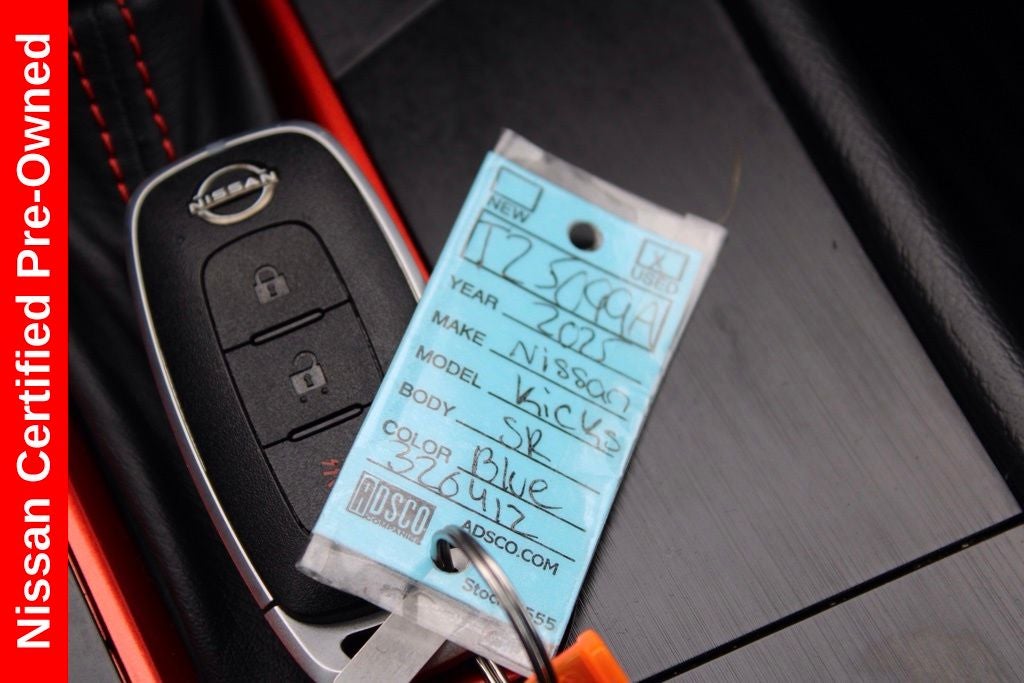 Nissan Certified Pre-Owned
NISSAN
NEW
X
USED
YEAR 2025
MAKE Nissan
MODEL Kicks
BODY SR
COLOR Blue
326412
ADSCO
COMPANIES
ADSCO.COM